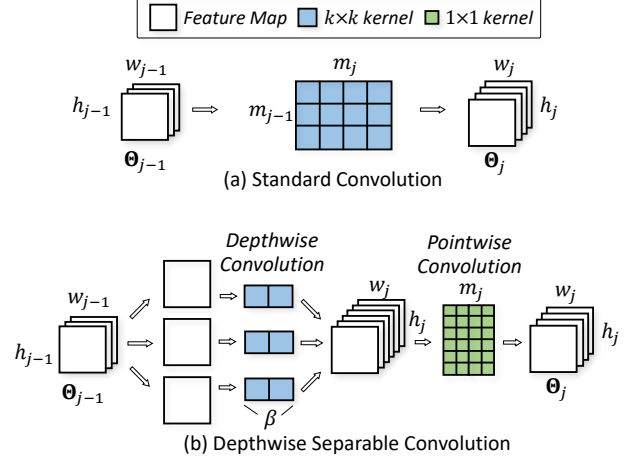 Feature Map k×k kernel 1×1 kernel
w_{j−1} m_j w_j
h_{j−1} m_{j−1} h_j
Θ_{j−1} Θ_j
(a) Standard Convolution
Depthwise Convolution
Pointwise Convolution
w_{j−1} w_j m_j w_j
h_{j−1} h_j h_j
Θ_{j−1} β Θ_j
(b) Depthwise Separable Convolution